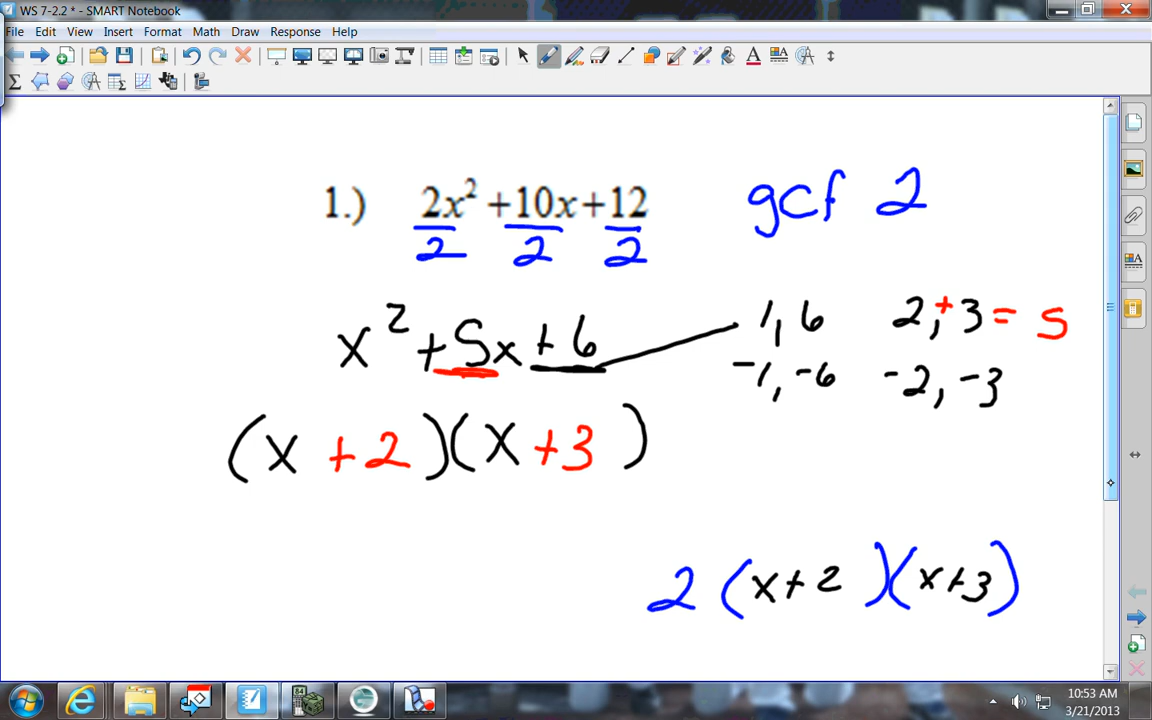 WS 7-2.2 * - SMART Notebook
File Edit View Insert Format Math Draw Response Help
1.) 2x² +10x+12 gcf 2
2 2 2
x² +5x +6 1, 6 2, + 3 = 5
-1, -6 -2, -3
(x +2)(x +3)
2 (x+2)(x+3)
10:53 AM
3/21/2013